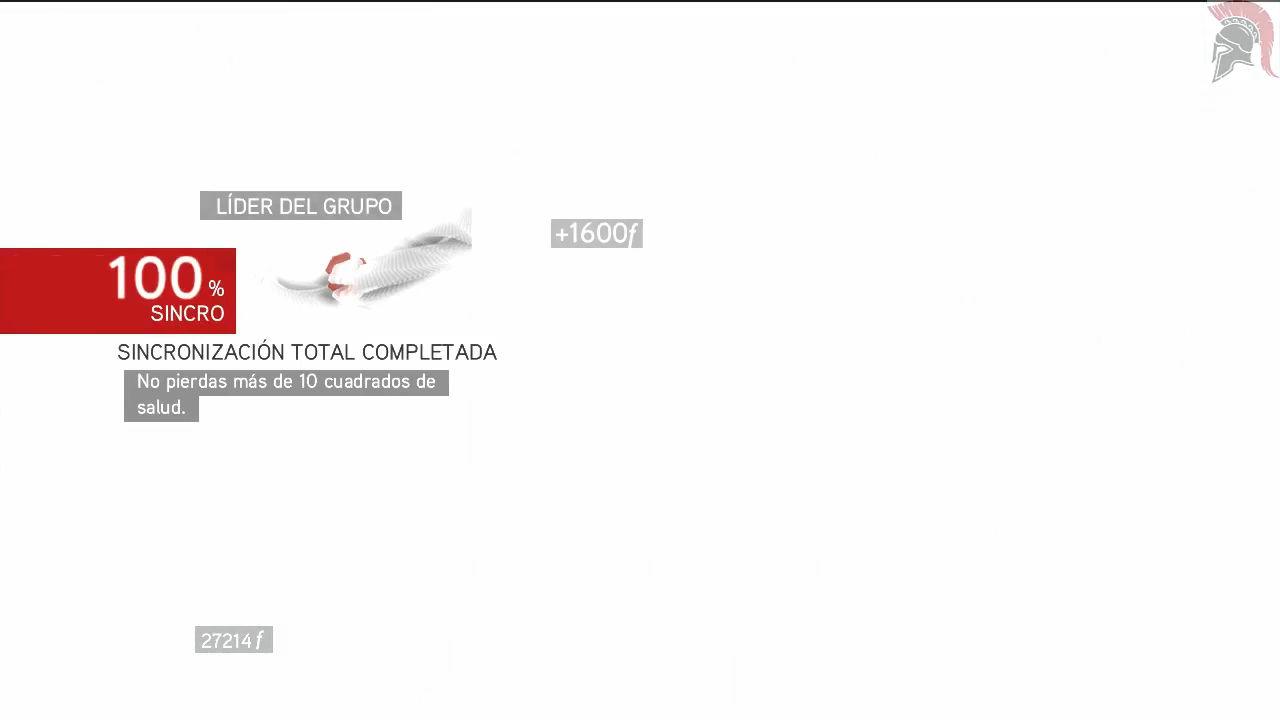 LÍDER DEL GRUPO
+1600ƒ
100%
SINCRO
SINCRONIZACIÓN TOTAL COMPLETADA
No pierdas más de 10 cuadrados de
salud.
27214ƒ